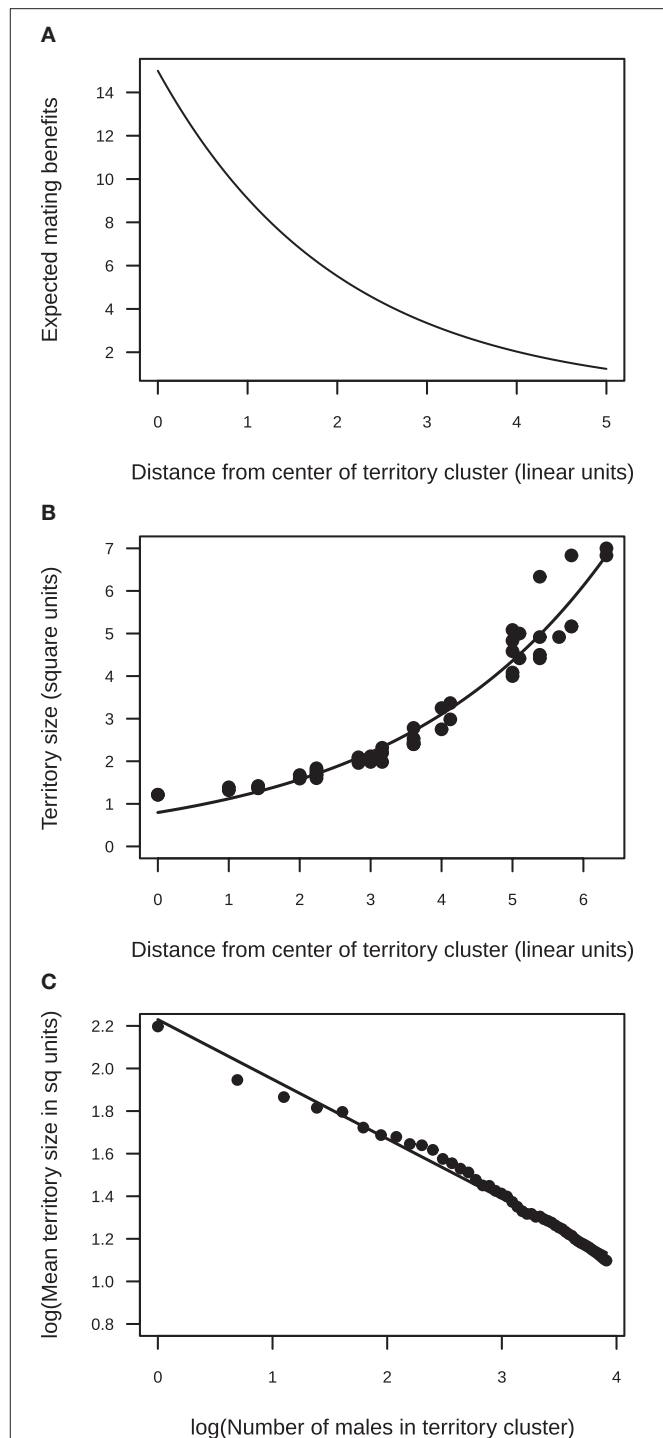 A
Expected mating benefits
14
12
10
8
6
4
2
0 1 2 3 4 5
Distance from center of territory cluster (linear units)
B
Territory size (square units)
7
6
5
4
3
2
1
0
0 1 2 3 4 5 6
Distance from center of territory cluster (linear units)
C
log(Mean territory size in sq units)
2.2
2.0
1.8
1.6
1.4
1.2
1.0
0.8
0 1 2 3 4
log(Number of males in territory cluster)